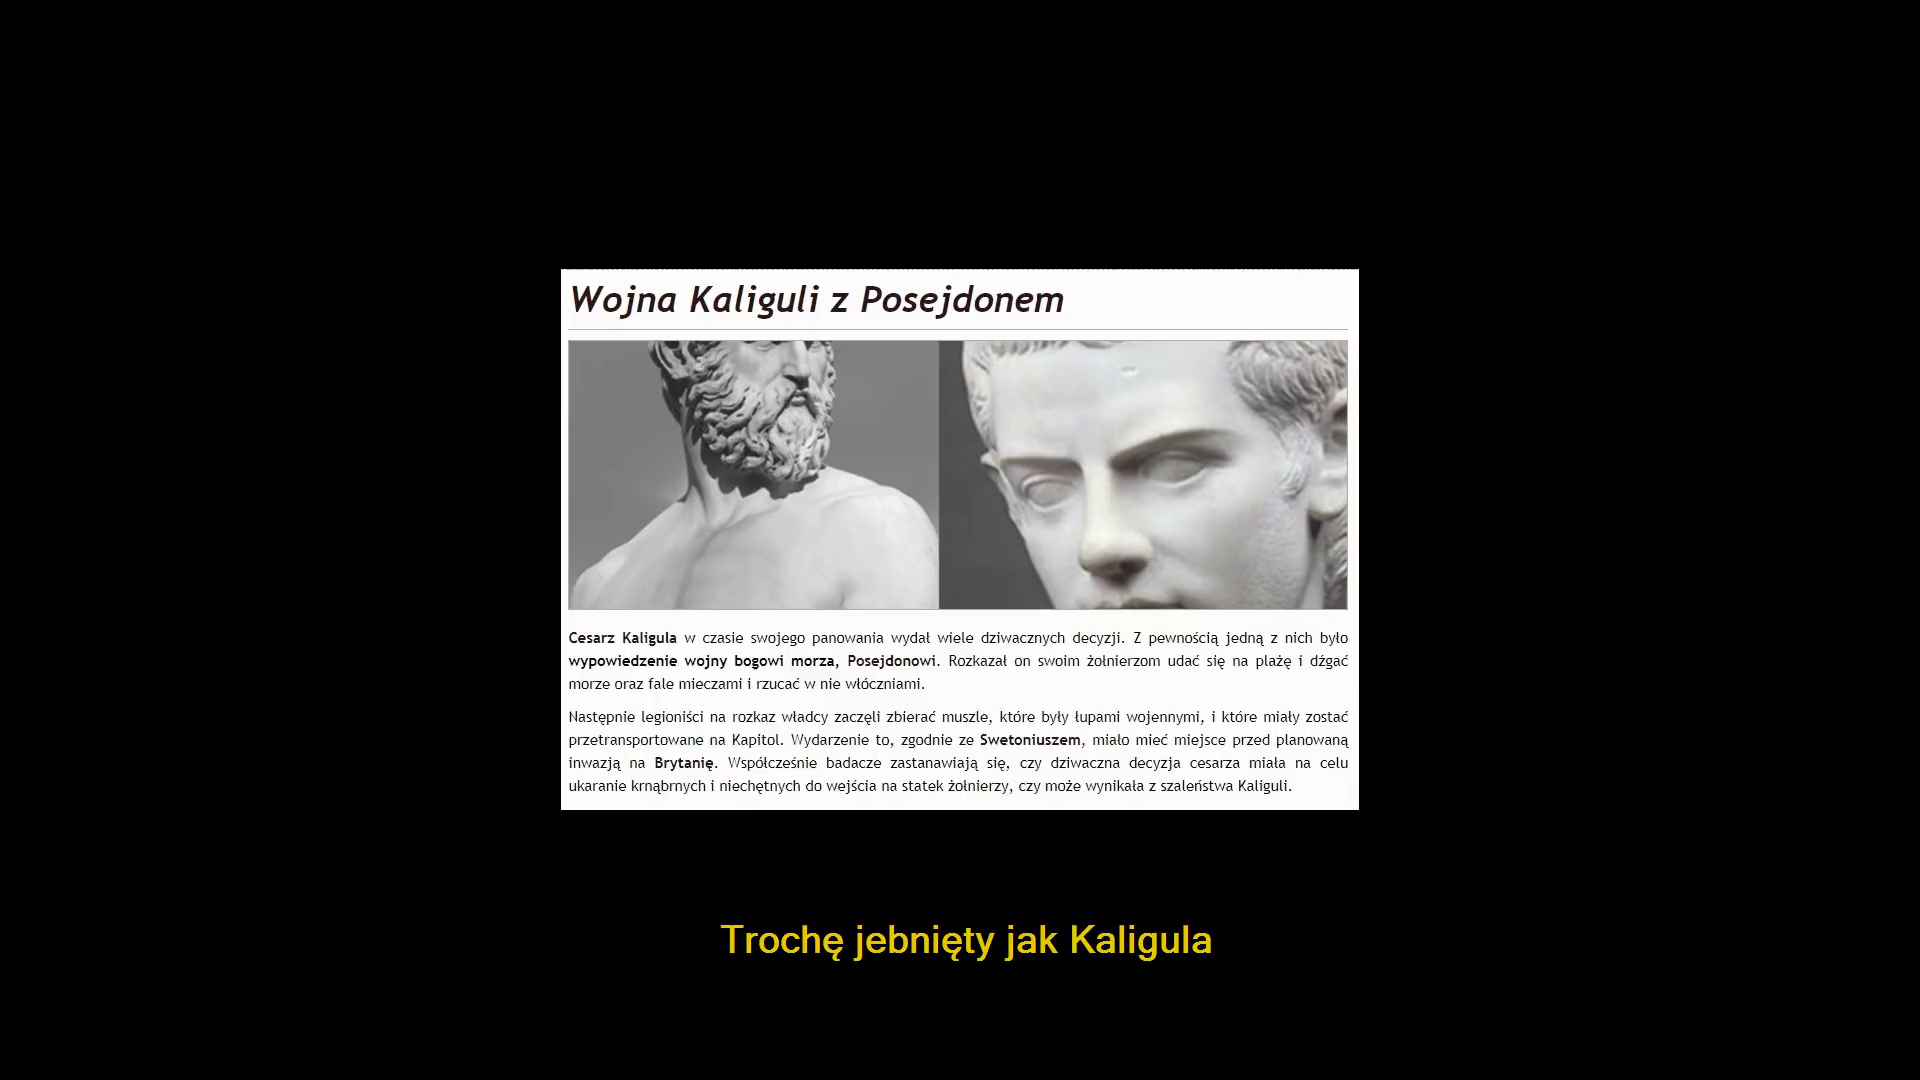 Wojna Kaliguli z Posejdonem
Cesarz Kaligula w czasie swojego panowania wydał wiele dziwacznych decyzji. Z pewnością jedną z nich było
wypowiedzenie wojny bogowi morza, Posejdonowi. Rozkazał on swoim żołnierzom udać się na plażę i dźgać
morze oraz fale mieczami i rzucać w nie włóczniami.
Następnie legioniści na rozkaz władcy zaczęli zbierać muszle, które były łupami wojennymi, i które miały zostać
przetransportowane na Kapitol. Wydarzenie to, zgodnie ze Swetoniuszem, miało mieć miejsce przed planowaną
inwazją na Brytanię. Współcześnie badacze zastanawiają się, czy dziwaczna decyzja cesarza miała na celu
ukaranie krnąbrnych i niechętnych do wejścia na statek żołnierzy, czy może wynikała z szaleństwa Kaliguli.
Trochę jebnięty jak Kaligula